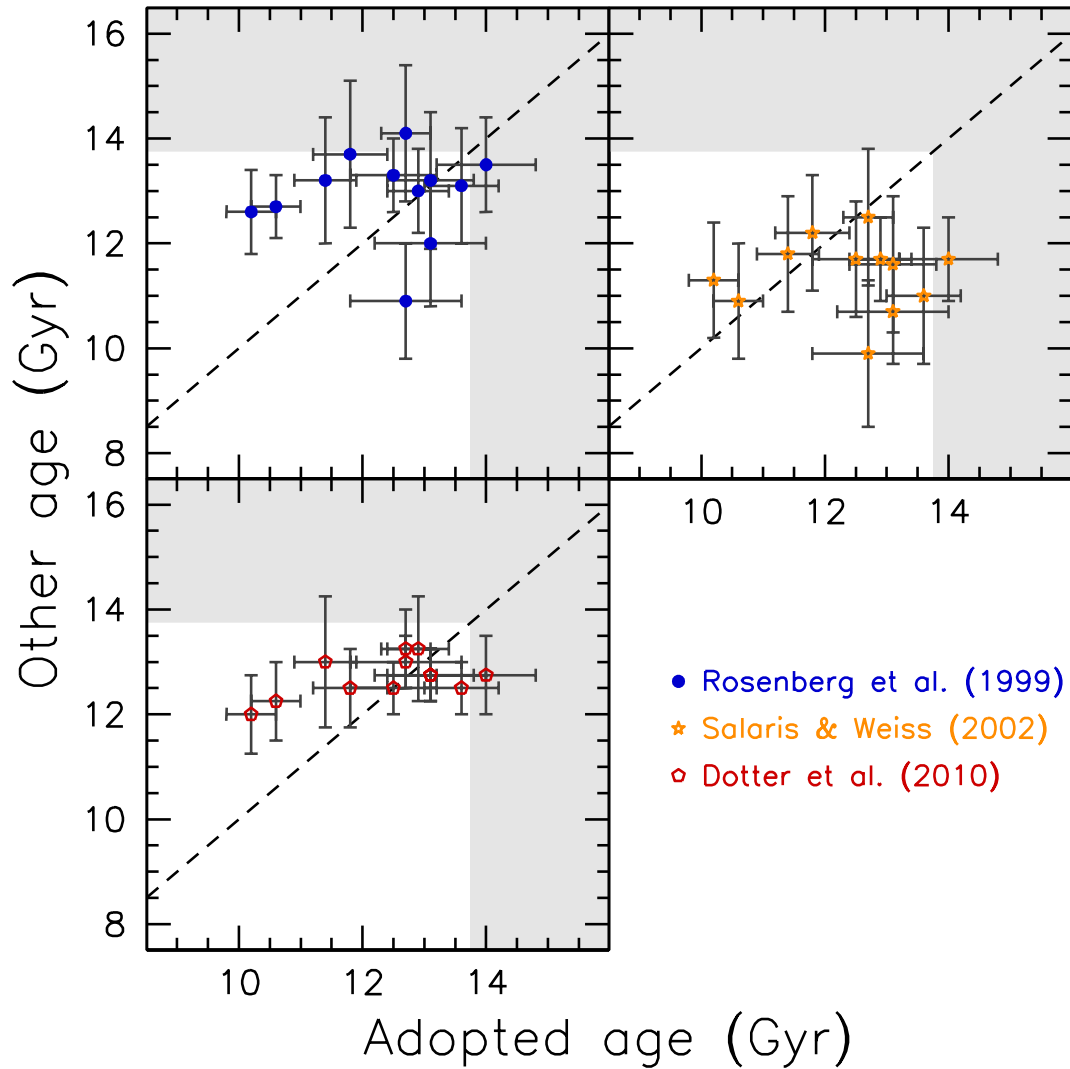 16
14
12
10
8
10 12 14
16
14
12
10
8
10 12 14
Other age (Gyr)
Adopted age (Gyr)
Rosenberg et al. (1999)
Salaris & Weiss (2002)
Dotter et al. (2010)